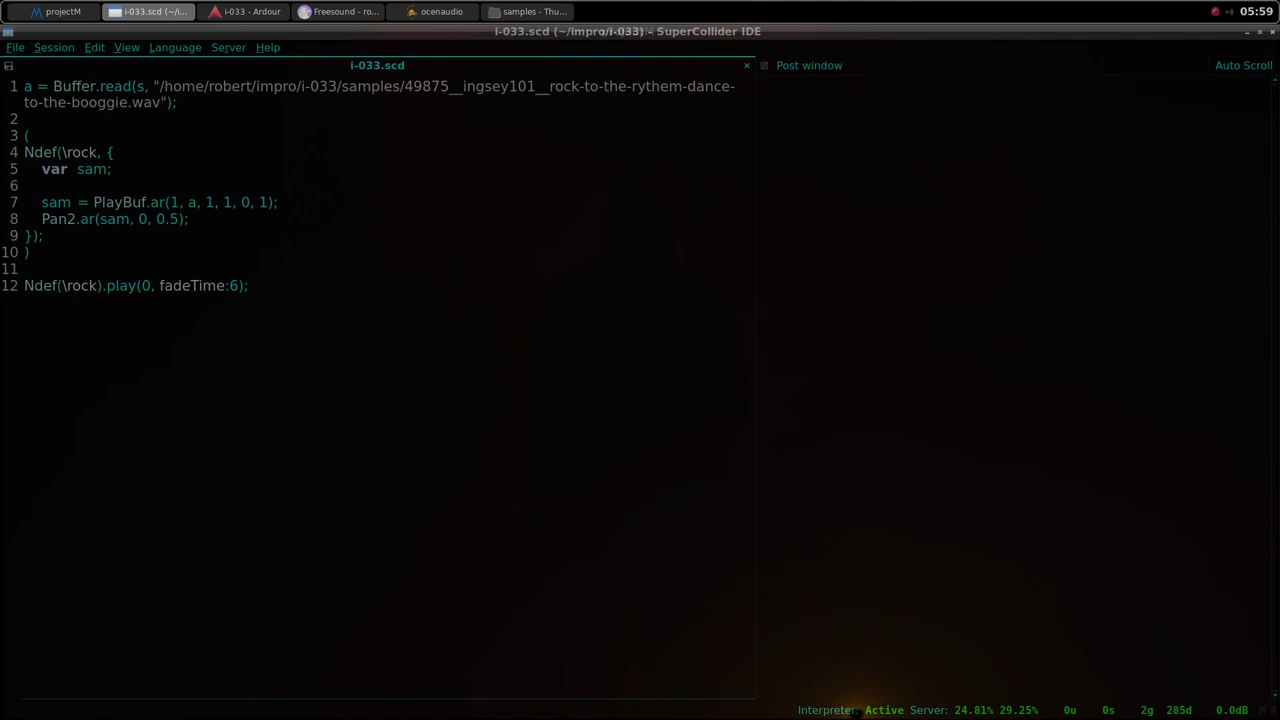 projectM
i-033.scd (~/i...
i-033 - Ardour
Freesound - ro...
ocenaudio
samples - Thu...
05:59
i-033.scd (~/impro/i-033) - SuperCollider IDE
File Session Edit View Language Server Help
i-033.scd
Post window
Auto Scroll
1 a = Buffer.read(s, "/home/robert/impro/i-033/samples/49875__ingsey101__rock-to-the-rythem-dance-
to-the-booggie.wav");
2
3 (
4 Ndef(\rock, {
5 var sam;
6
7 sam = PlayBuf.ar(1, a, 1, 1, 0, 1);
8 Pan2.ar(sam, 0, 0.5);
9 });
10 )
11
12 Ndef(\rock).play(0, fadeTime:6);
Interpreter: Active Server: 24.81% 29.25% 0u 0s 2g 285d 0.0dB